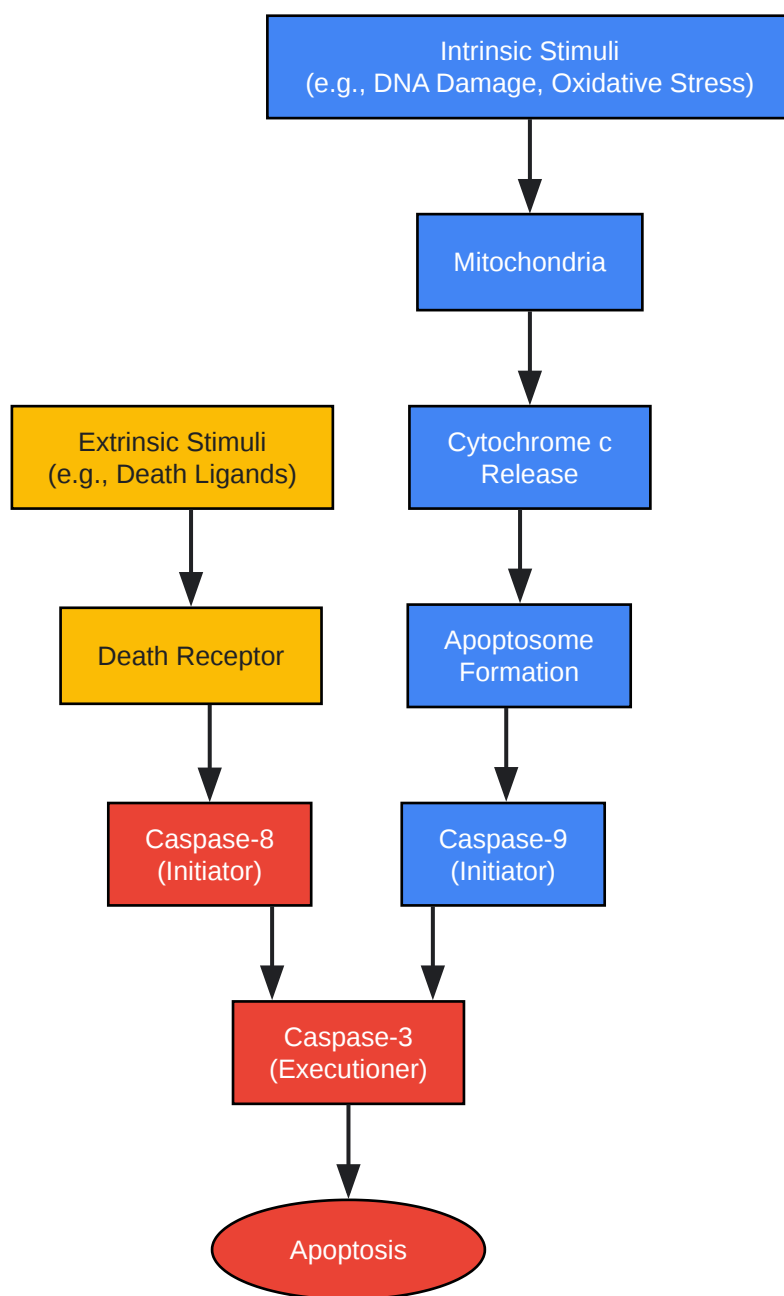 Intrinsic Stimuli
(e.g., DNA Damage, Oxidative Stress)
Mitochondria
Extrinsic Stimuli
(e.g., Death Ligands)
Cytochrome c
Release
Death Receptor
Apoptosome
Formation
Caspase-8
(Initiator)
Caspase-9
(Initiator)
Caspase-3
(Executioner)
Apoptosis